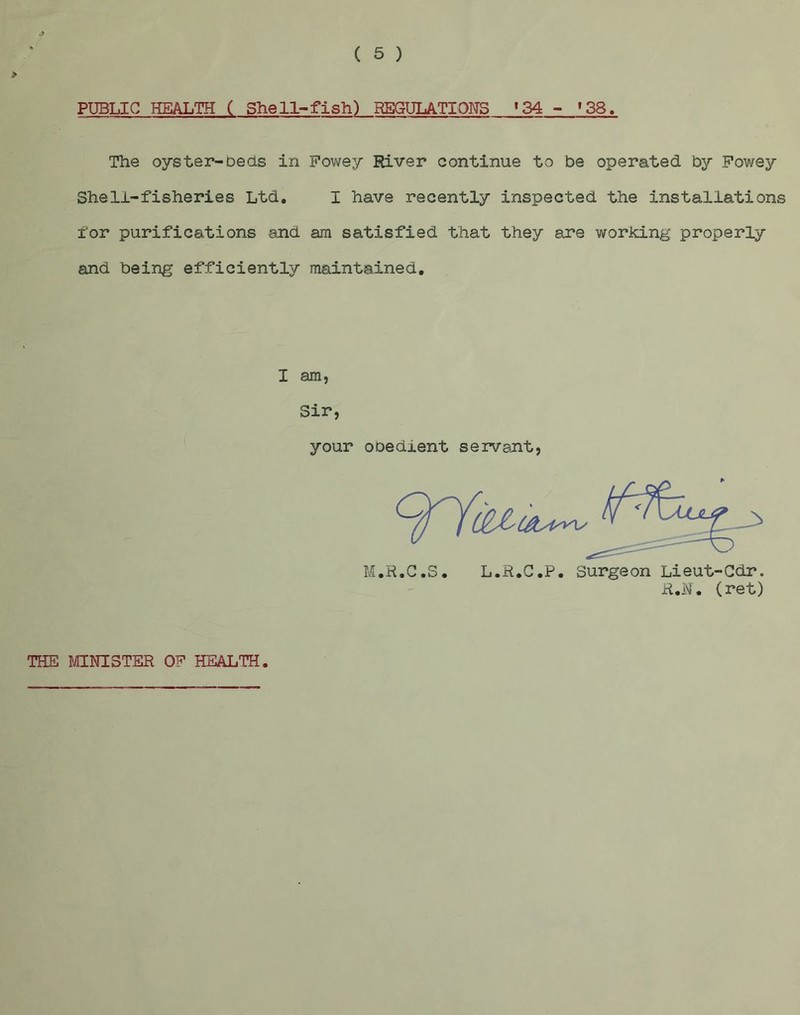 ( 5 )
PUBLIC HEALTH ( Shell-fish) REGULATIONS '34 - '38.
The oyster-beds in Fowey River continue to be operated by Fowey
Shell-fisheries Ltd. I have recently inspected the installations
for purifications and am satisfied that they are working properly
and being efficiently maintained.
I am,
Sir,
your obedient servant,
William H. King
M.R.C.S. L.R.C.P. Surgeon Lieut-Cdr.
R.N. (ret)
THE MINISTER OF HEALTH.